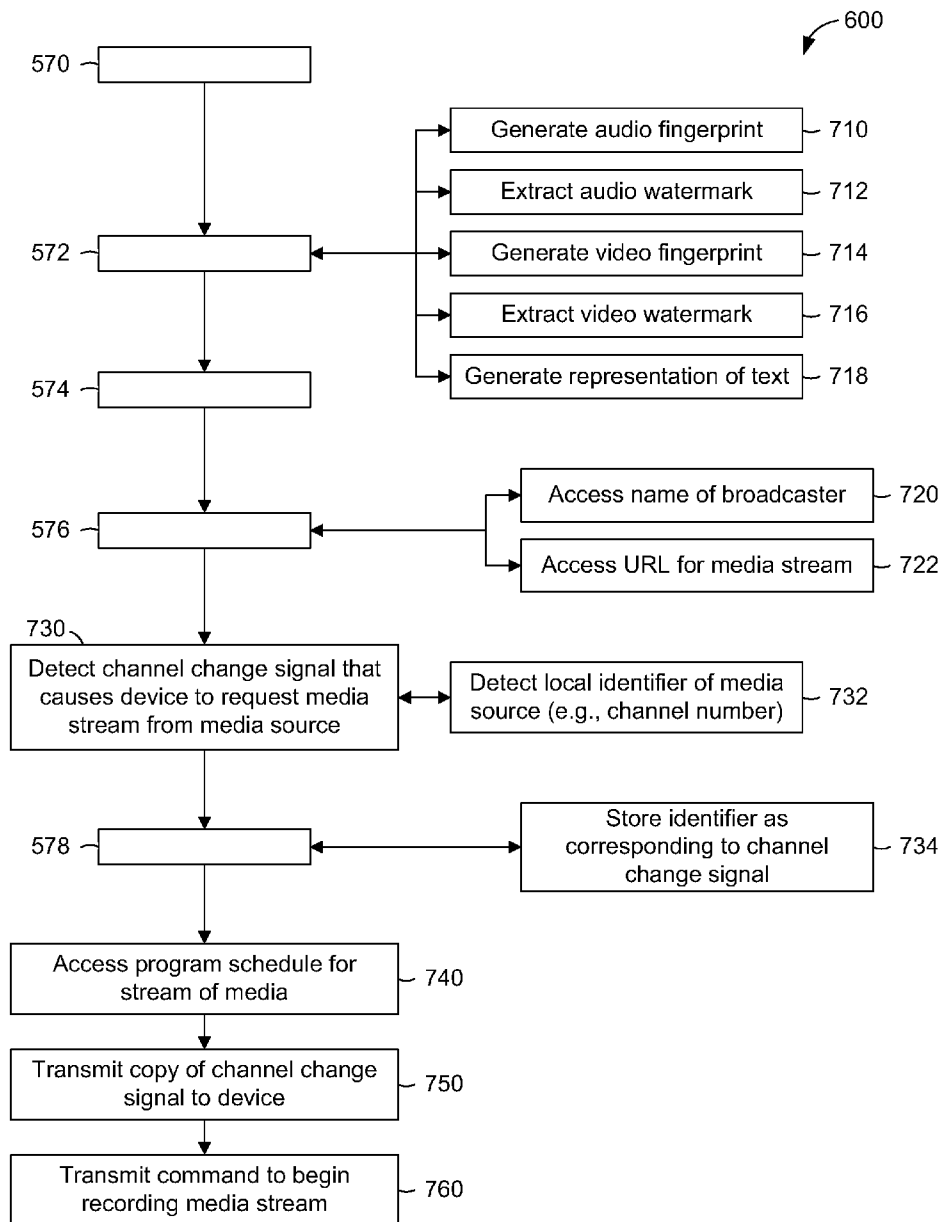 600
570
Generate audio fingerprint
710
Extract audio watermark
712
572
Generate video fingerprint
714
Extract video watermark
716
574
Generate representation of text
718
Access name of broadcaster
720
576
Access URL for media stream
722
730
Detect channel change signal that
causes device to request media
stream from media source
Detect local identifier of media
source (e.g., channel number)
732
578
Store identifier as
corresponding to channel
change signal
734
Access program schedule for
stream of media
740
Transmit copy of channel change
signal to device
750
Transmit command to begin
recording media stream
760